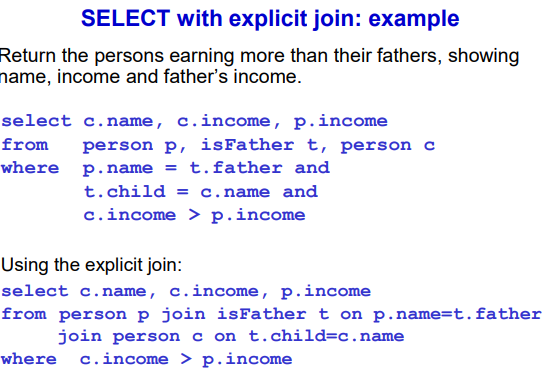 SELECT with explicit join: example
Return the persons earning more than their fathers, showing
name, income and father's income.
select c.name, c.income, p.income
from person p, isFather t, person c
where p.name = t.father and
t.child = c.name and
c.income > p.income
Using the explicit join:
select c.name, c.income, p.income
from person p join isFather t on p.name=t.father
join person c on t.child=c.name
where c.income > p.income